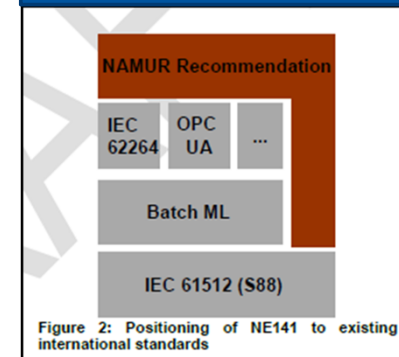 NAMUR Recommendation
IEC OPC ...
62264 UA
Batch ML
IEC 61512 (S88)
Figure 2: Positioning of NE141 to existing
international standards